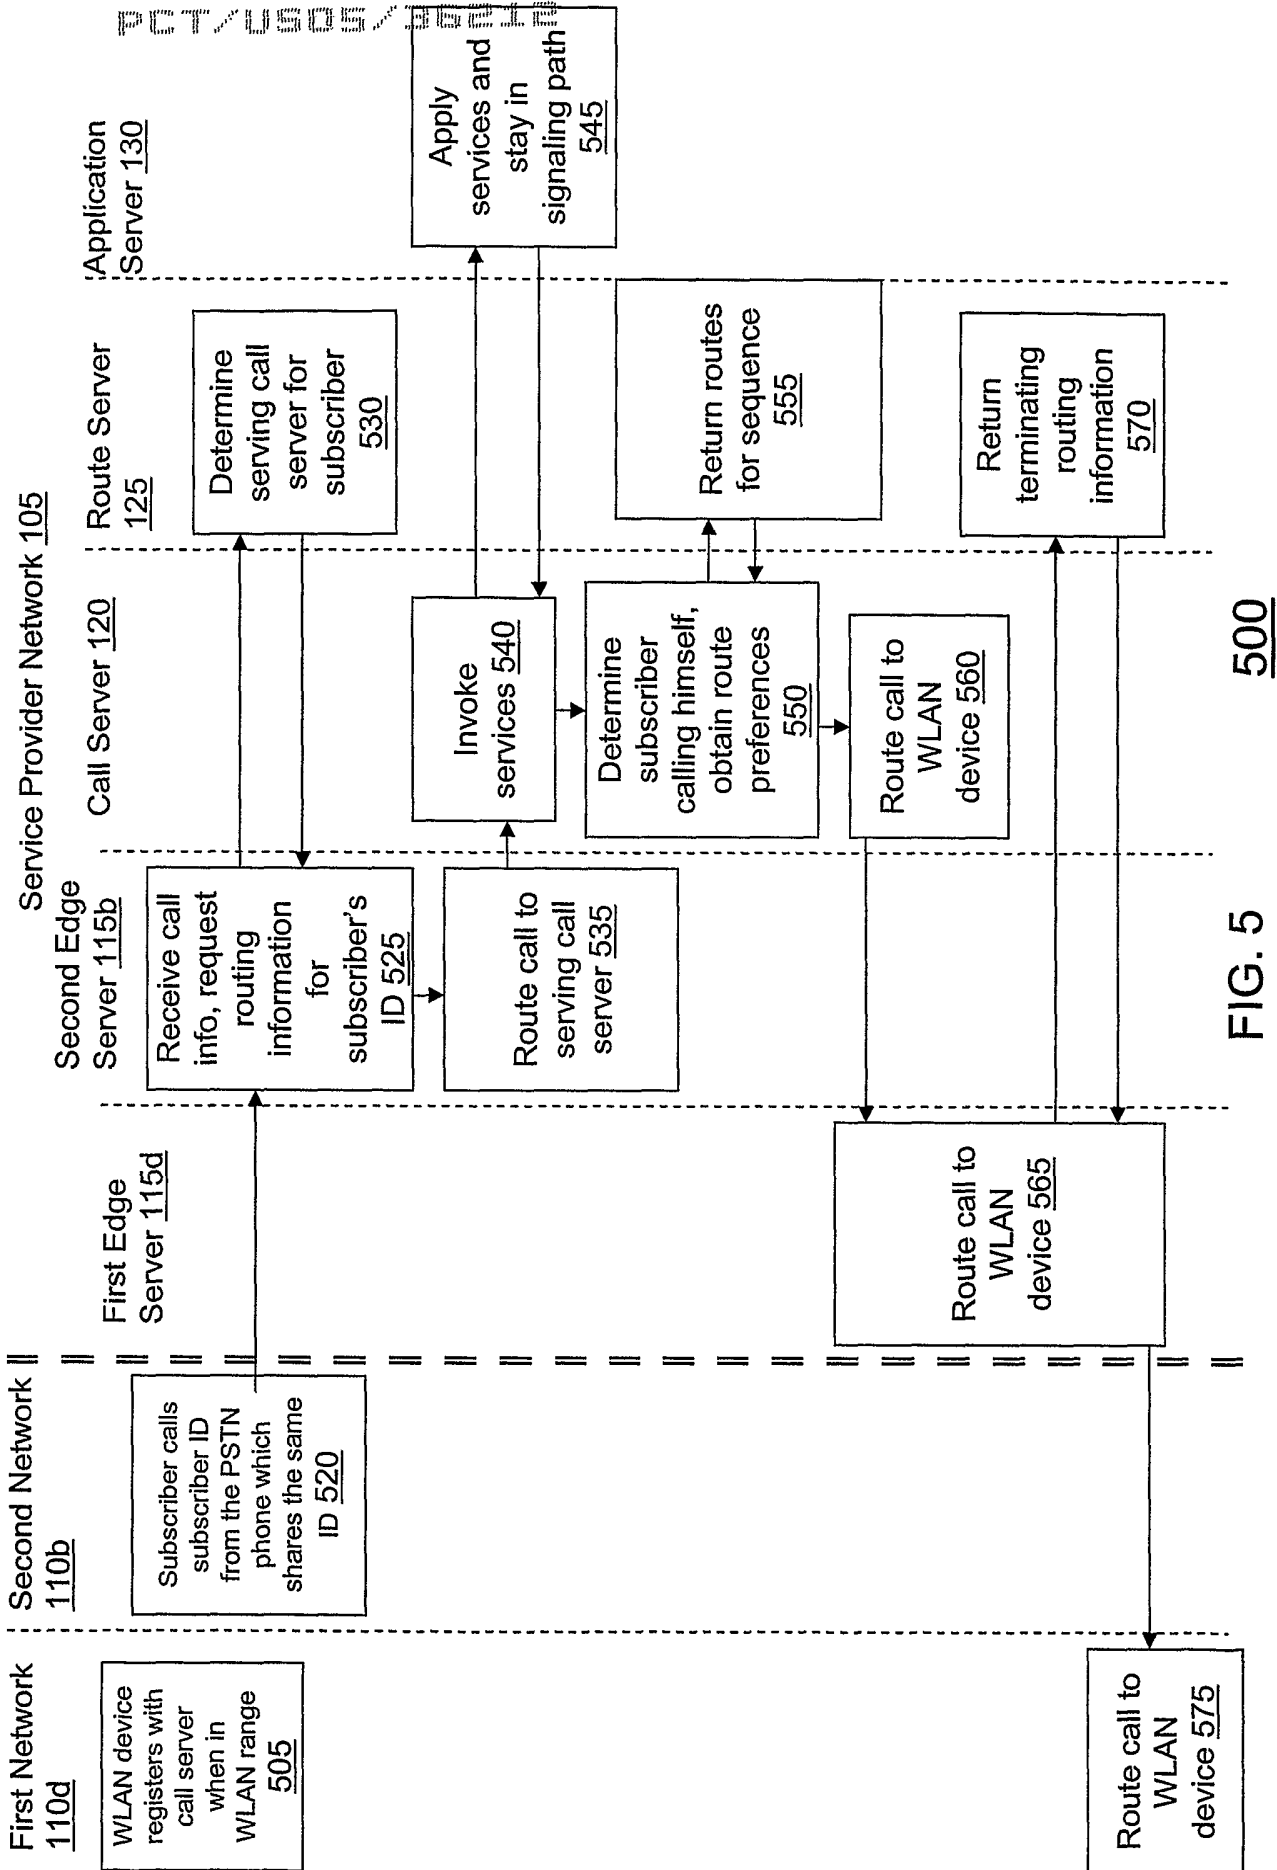 PCT/US05/36212
Service Provider Network 105
First Network
110d
Second Network
110b
First Edge
Server 115d
Second Edge
Server 115b
Call Server 120
Route Server
125
Application
Server 130
WLAN device
registers with
call server
when in
WLAN range
505
Subscriber calls
subscriber ID
from the PSTN
phone which
shares the same
ID 520
Receive call
info, request
routing
information
for
subscriber's
ID 525
Determine
serving call
server for
subscriber
530
Route call to
serving call
server 535
Invoke
services 540
Apply
services and
stay in
signaling path
545
Determine
subscriber
calling himself,
obtain route
preferences
550
Return routes
for sequence
555
Route call to
WLAN
device 560
Route call to
WLAN
device 565
Return
terminating
routing
information
570
Route call to
WLAN
device 575
FIG. 5
500